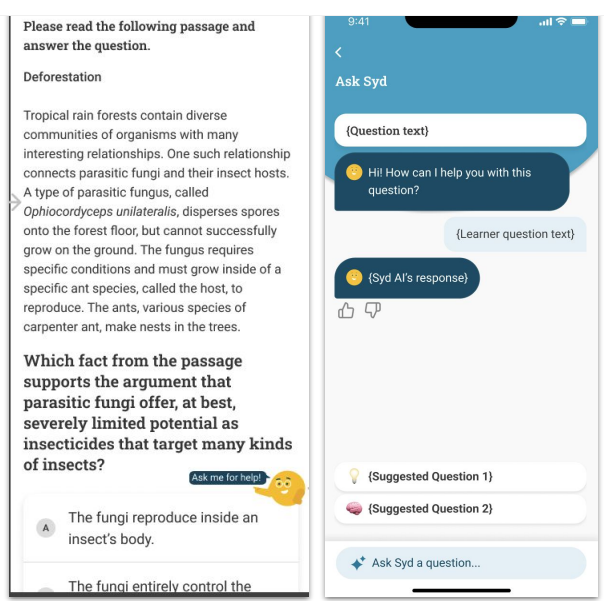 Please read the following passage and
answer the question.
Deforestation
Tropical rain forests contain diverse
communities of organisms with many
interesting relationships. One such relationship
connects parasitic fungi and their insect hosts.
A type of parasitic fungus, called
Ophiocordyceps unilateralis, disperses spores
onto the forest floor, but cannot successfully
grow on the ground. The fungus requires
specific conditions and must grow inside of a
specific ant species, called the host, to
reproduce. The ants, various species of
carpenter ant, make nests in the trees.
Which fact from the passage
supports the argument that
parasitic fungi offer, at best,
severely limited potential as
insecticides that target many kinds
of insects?
Ask me for help!
A
The fungi reproduce inside an
insect's body.
The fungi entirely control the
9:41
Ask Syd
{Question text}
Hi! How can I help you with this
question?
{Learner question text}
{Syd AI's response}
{Suggested Question 1}
{Suggested Question 2}
Ask Syd a question...